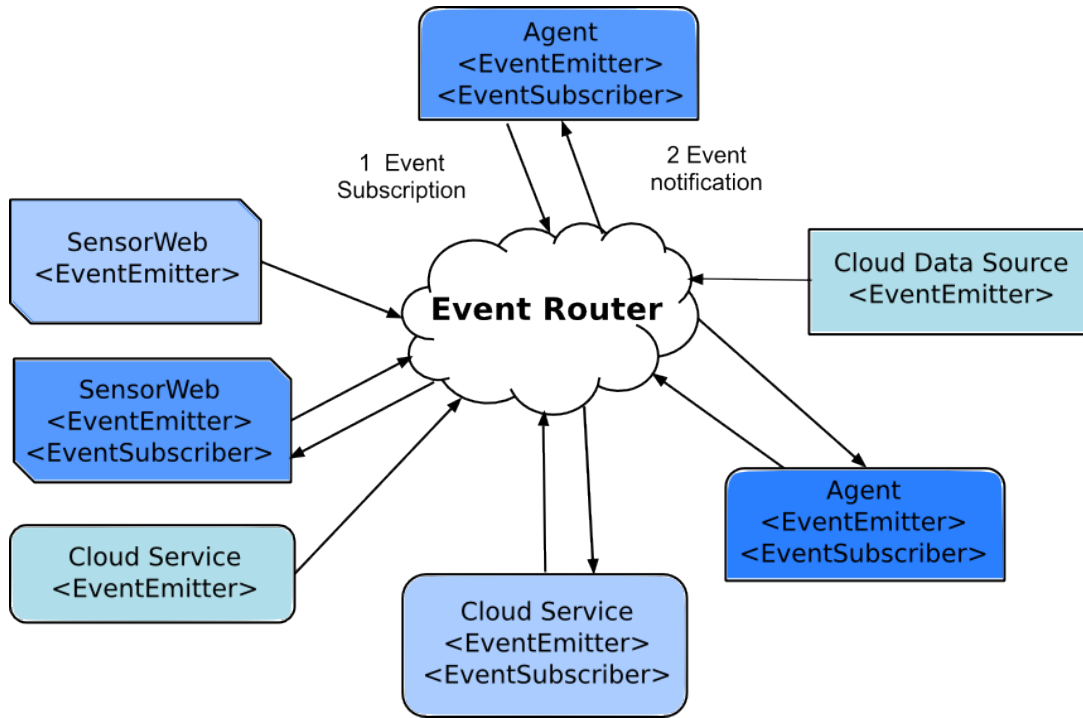 Agent
<EventEmitter>
<EventSubscriber>
1 Event
Subscription
2 Event
notification
SensorWeb
<EventEmitter>
Cloud Data Source
<EventEmitter>
Event Router
SensorWeb
<EventEmitter>
<EventSubscriber>
Agent
<EventEmitter>
<EventSubscriber>
Cloud Service
<EventEmitter>
Cloud Service
<EventEmitter>
<EventSubscriber>